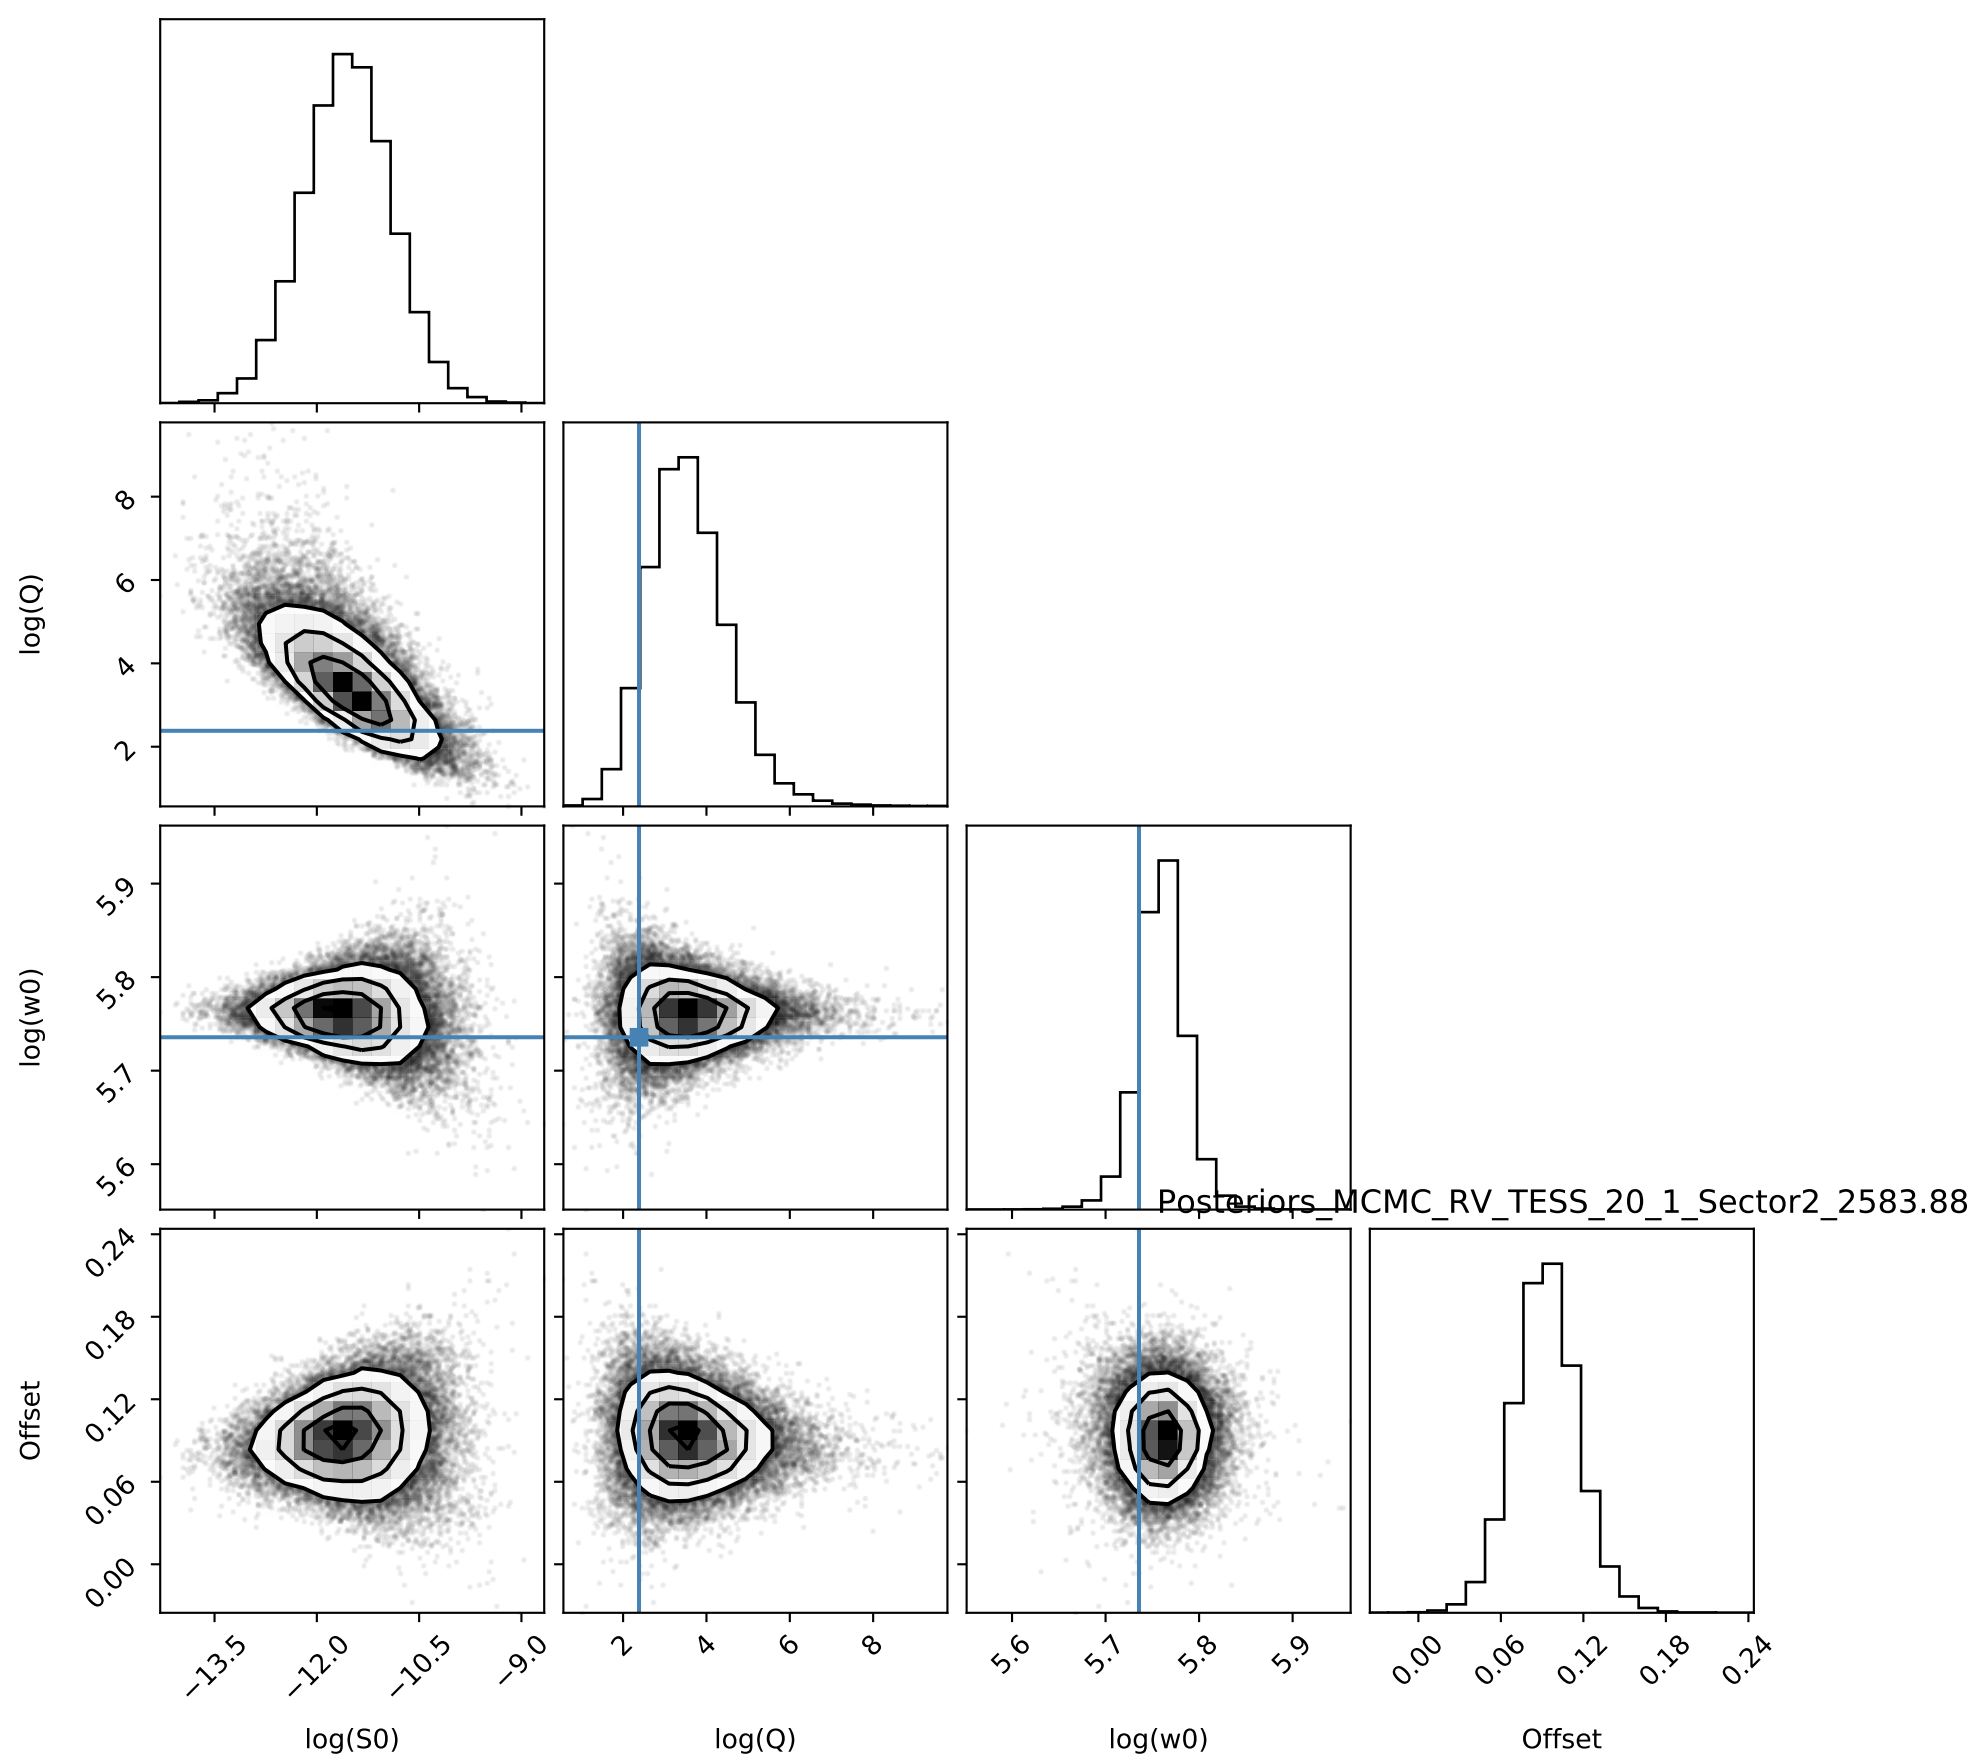 log(Q)
8
6
4
2
log(w0)
5.9
5.8
5.7
5.6
Posteriors_MCMC_RV_TESS_20_1_Sector2_2583.88
Offset
0.24
0.18
0.12
0.06
0.00
−13.5 −12.0 −10.5 −9.0 2 4 6 8 5.6 5.7 5.8 5.9 0.00 0.06 0.12 0.18 0.24
log(S0) log(Q) log(w0) Offset